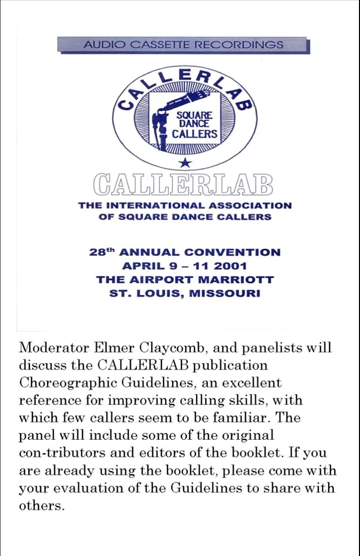 AUDIO CASSETTE RECORDINGS
CALLERLAB
SQUARE
DANCE
CALLERS
CALLERLAB
THE INTERNATIONAL ASSOCIATION
OF SQUARE DANCE CALLERS
28th ANNUAL CONVENTION
APRIL 9 – 11 2001
THE AIRPORT MARRIOTT
ST. LOUIS, MISSOURI
Moderator Elmer Claycomb, and panelists will
discuss the CALLERLAB publication
Choreographic Guidelines, an excellent
reference for improving calling skills, with
which few callers seem to be familiar. The
panel will include some of the original
con-tributors and editors of the booklet. If you
are already using the booklet, please come with
your evaluation of the Guidelines to share with
others.